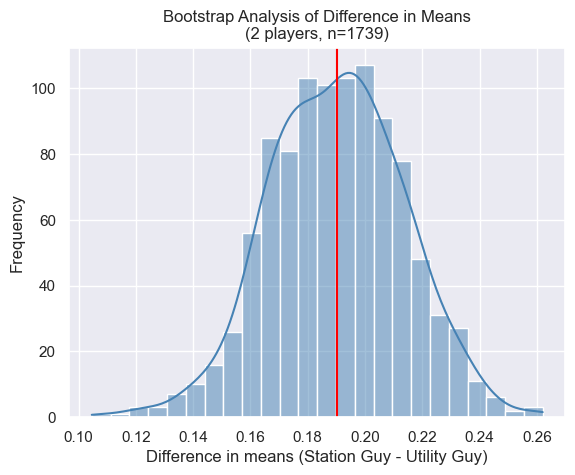 Bootstrap Analysis of Difference in Means
(2 players, n=1739)
Frequency
100
80
60
40
20
0
0.10 0.12 0.14 0.16 0.18 0.20 0.22 0.24 0.26
Difference in means (Station Guy - Utility Guy)